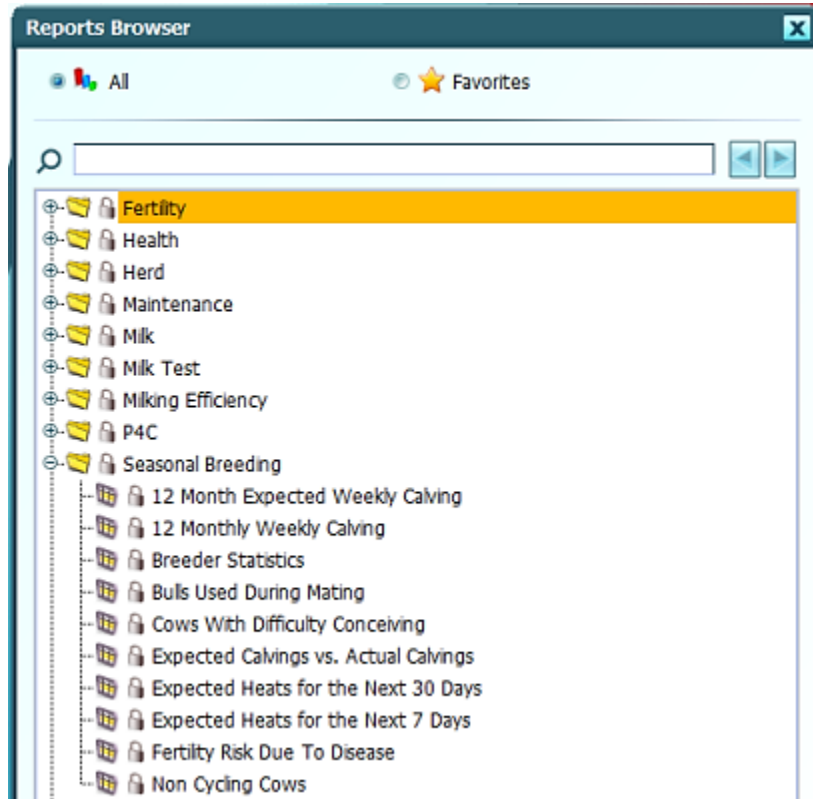 Reports Browser
All
Favorites
Fertility
Health
Herd
Maintenance
Milk
Milk Test
Milking Efficiency
P4C
Seasonal Breeding
12 Month Expected Weekly Calving
12 Monthly Weekly Calving
Breeder Statistics
Bulls Used During Mating
Cows With Difficulty Conceiving
Expected Calvings vs. Actual Calvings
Expected Heats for the Next 30 Days
Expected Heats for the Next 7 Days
Fertility Risk Due To Disease
Non Cycling Cows